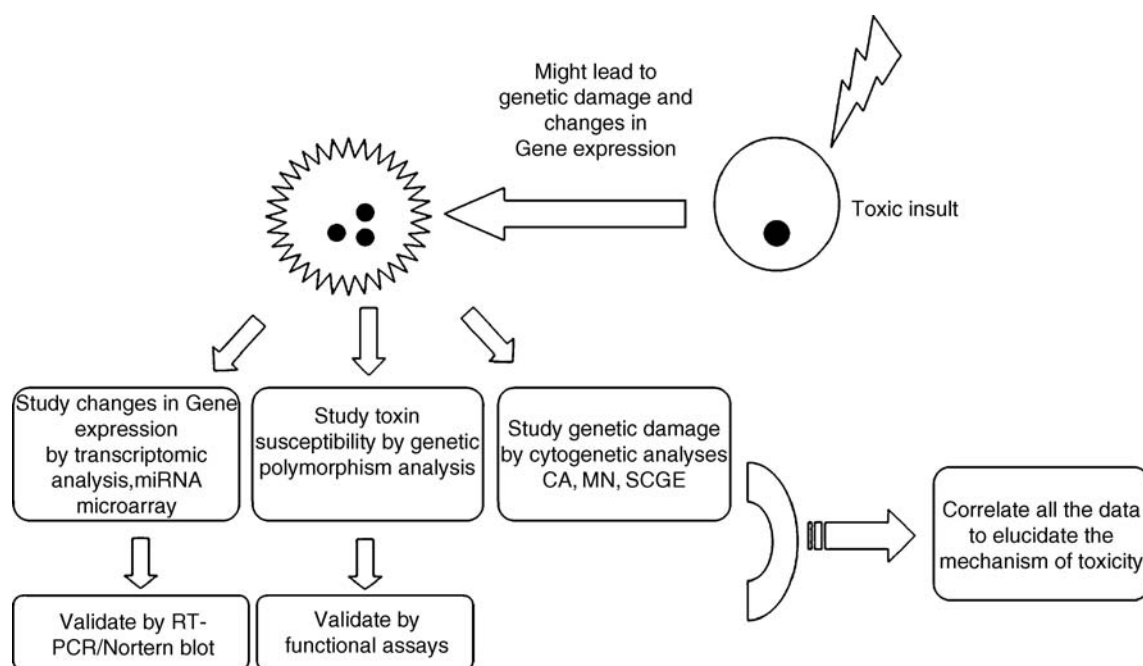 Might lead to
genetic damage and
changes in
Gene expression
Toxic insult
Study changes in Gene
expression
by transcriptomic
analysis,miRNA
microarray
Study toxin
susceptibility by genetic
polymorphism analysis
Study genetic damage
by cytogenetic analyses
CA, MN, SCGE
Correlate all the data
to elucidate the
mechanism of toxicity
Validate by RT-
PCR/Nortern blot
Validate by
functional assays